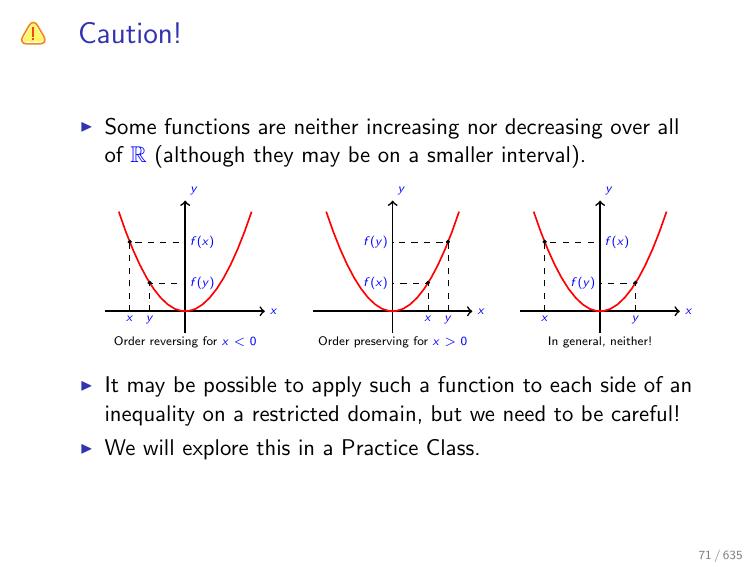 Caution!
▶ Some functions are neither increasing nor decreasing over all
of ℝ (although they may be on a smaller interval).
y
f(x)
f(y)
x y
x
Order reversing for x < 0
y
f(y)
f(x)
x y
x
Order preserving for x > 0
y
f(x)
f(y)
x y
x
In general, neither!
▶ It may be possible to apply such a function to each side of an
inequality on a restricted domain, but we need to be careful!
▶ We will explore this in a Practice Class.
71 / 635